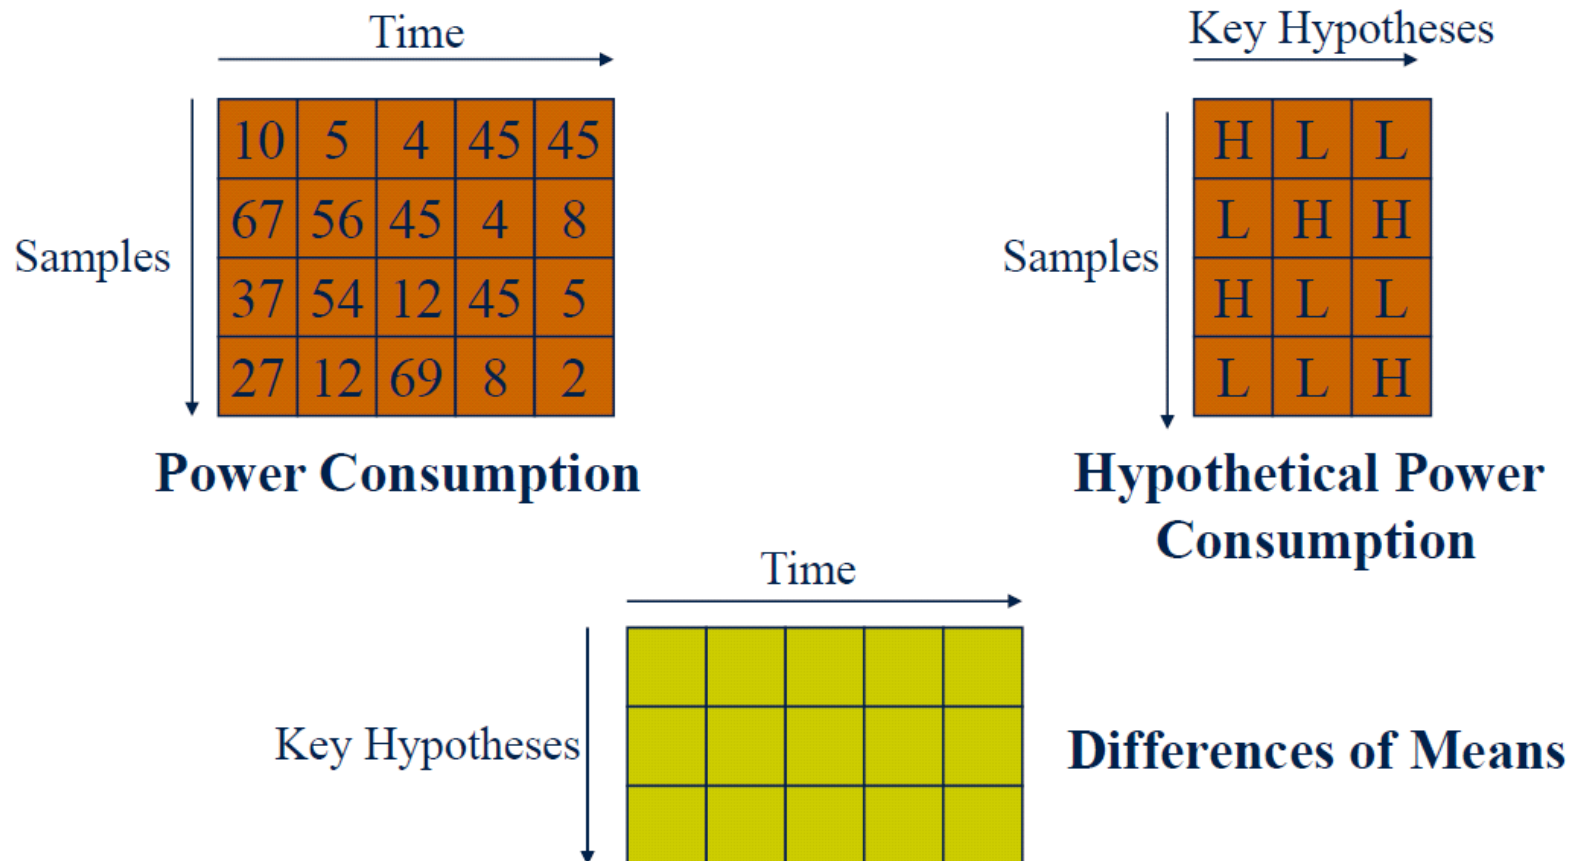 Time
Key Hypotheses
Samples
10 5 4 45 45
67 56 45 4 8
37 54 12 45 5
27 12 69 8 2
Power Consumption
Samples
H L L
L H H
H L L
L L H
Hypothetical Power
Consumption
Time
Key Hypotheses
Differences of Means